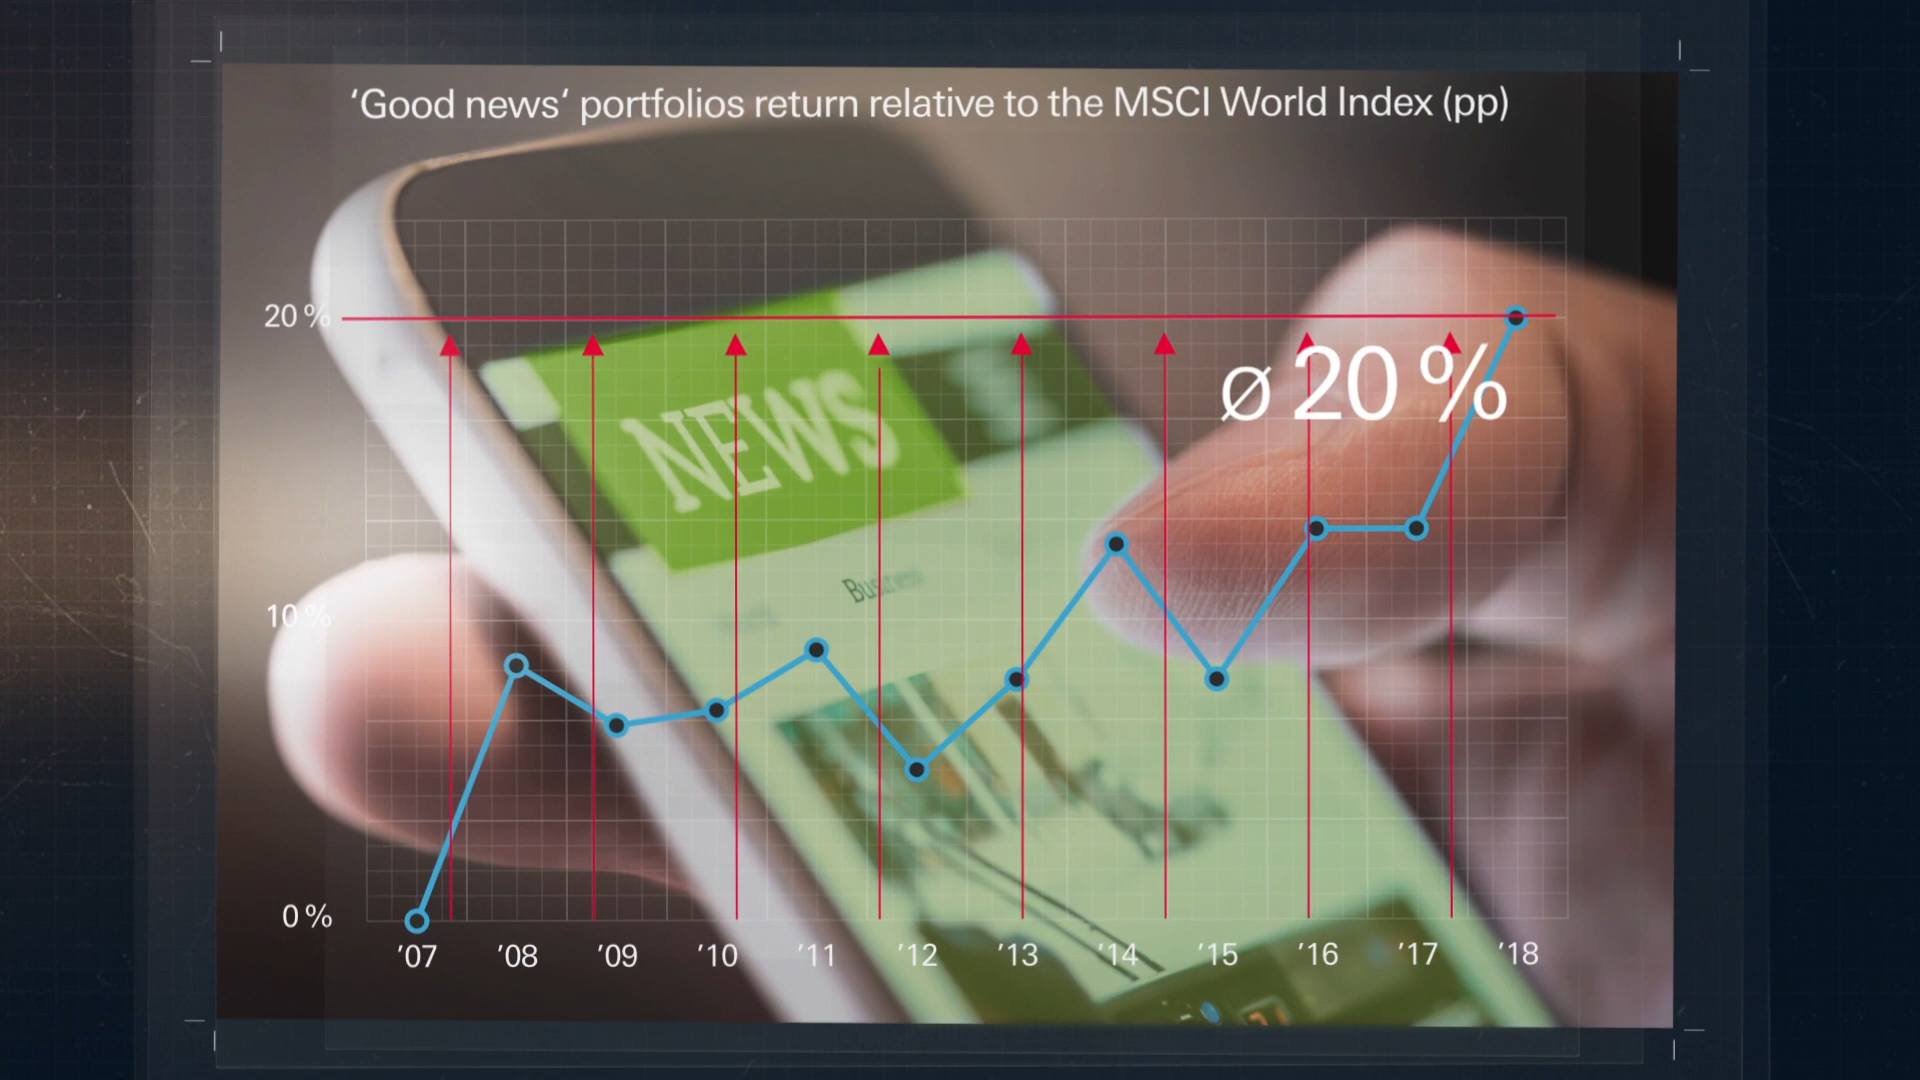 ‘Good news‘ portfolios return relative to the MSCI World Index (pp)
20 %
ø 20 %
NEWS
Business
10 %
0 %
’07 ’08 ’09 ’10 ’11 ’12 ’13 ’14 ’15 ’16 ’17 ’18